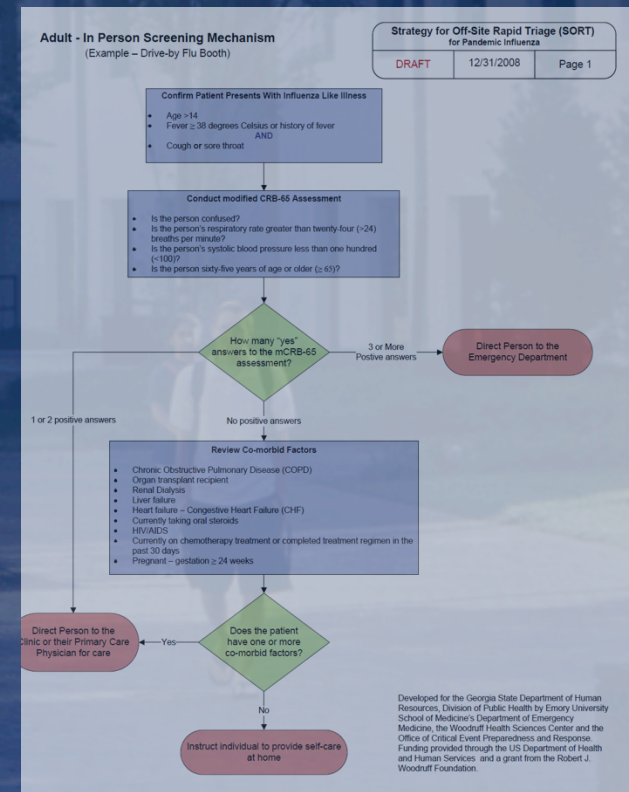 Adult - In Person Screening Mechanism
(Example – Drive-by Flu Booth)
Strategy for Off-Site Rapid Triage (SORT)
for Pandemic Influenza
DRAFT 12/31/2008 Page 1
Confirm Patient Presents With Influenza Like Illness
• Age >14
• Fever ≥ 38 degrees Celsius or history of fever
AND
• Cough or sore throat
Conduct modified CRB-65 Assessment
• Is the person confused?
• Is the person's respiratory rate greater than twenty-four (>24)
breaths per minute?
• Is the person's systolic blood pressure less than one hundred
(<100)?
• Is the person sixty-five years of age or older (≥ 65)?
How many "yes"
answers to the mCRB-65
assessment?
3 or More
Postive answers
Direct Person to the
Emergency Department
1 or 2 positive answers
No positive answers
Review Co-morbid Factors
• Chronic Obstructive Pulmonary Disease (COPD)
• Organ transplant recipient
• Renal Dialysis
• Liver failure
• Heart failure – Congestive Heart Failure (CHF)
• Currently taking oral steroids
• HIV/AIDS
• Currently on chemotherapy treatment or completed treatment regimen in the
past 30 days
• Pregnant – gestation ≥ 24 weeks
Direct Person to the
Clinic or their Primary Care
Physician for care
Yes
Does the patient
have one or more
co-morbid factors?
No
Instruct individual to provide self-care
at home
Developed for the Georgia State Department of Human
Resources, Division of Public Health by Emory University
School of Medicine's Department of Emergency
Medicine, the Woodruff Health Sciences Center and the
Office of Critical Event Preparedness and Response.
Funding provided through the US Department of Health
and Human Services and a grant from the Robert J.
Woodruff Foundation.